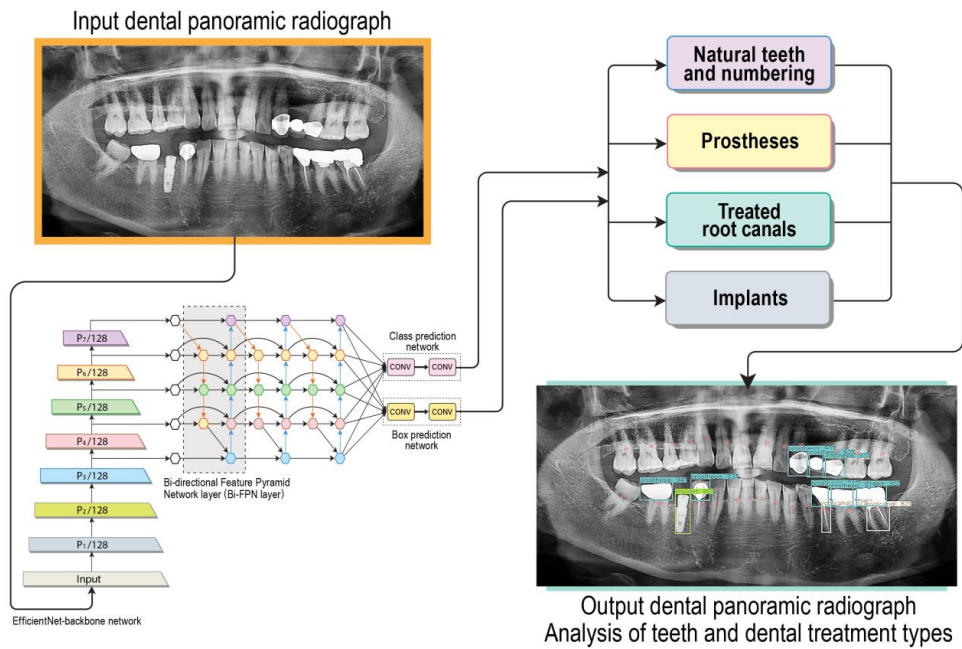 Input dental panoramic radiograph
Natural teeth
and numbering
Prostheses
Treated
root canals
Implants
P7/128
P6/128
P5/128
P4/128
P3/128
P2/128
P1/128
Input
EfficientNet-backbone network
Bi-directional Feature Pyramid
Network layer (Bi-FPN layer)
Class prediction
network
CONV
CONV
CONV
CONV
Box prediction
network
Output dental panoramic radiograph
Analysis of teeth and dental treatment types